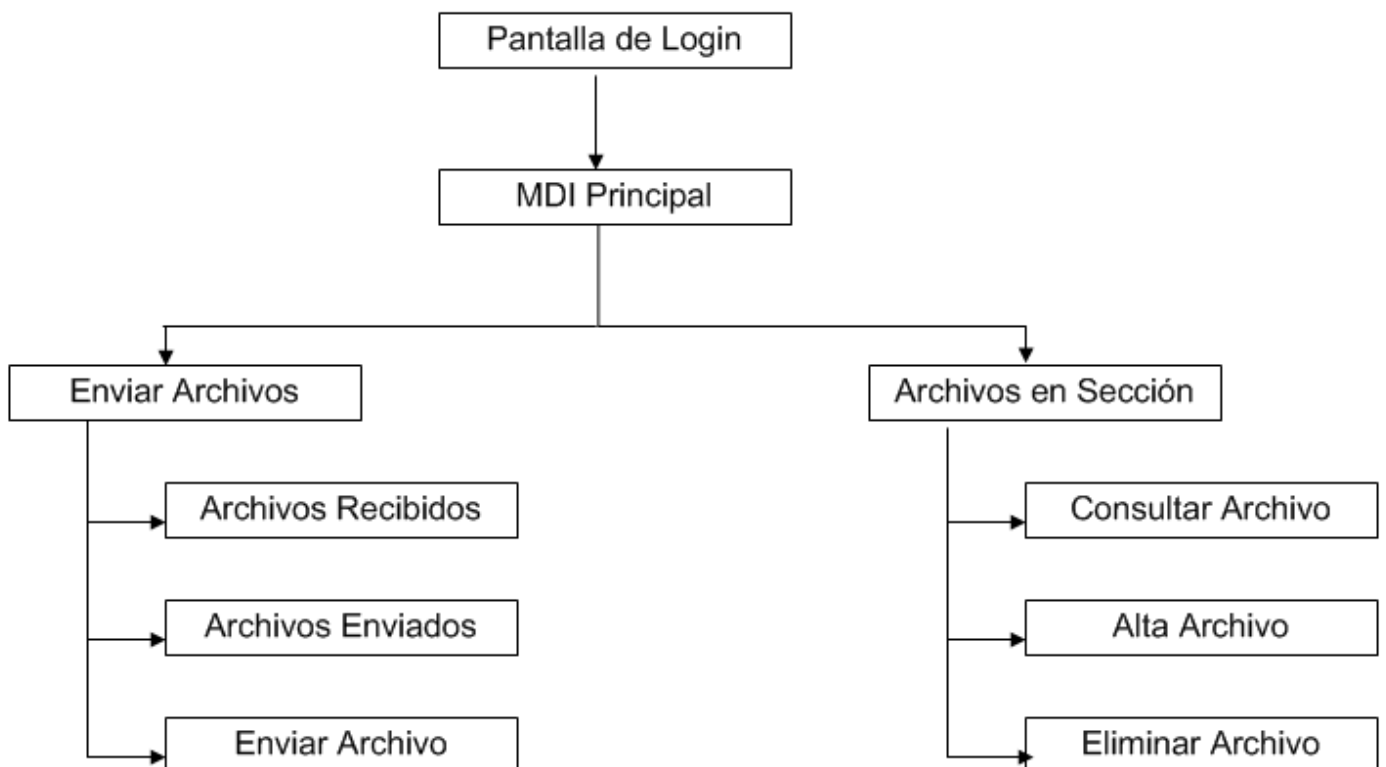 Pantalla de Login
MDI Principal
Enviar Archivos
Archivos en Sección
Archivos Recibidos
Consultar Archivo
Archivos Enviados
Alta Archivo
Enviar Archivo
Eliminar Archivo